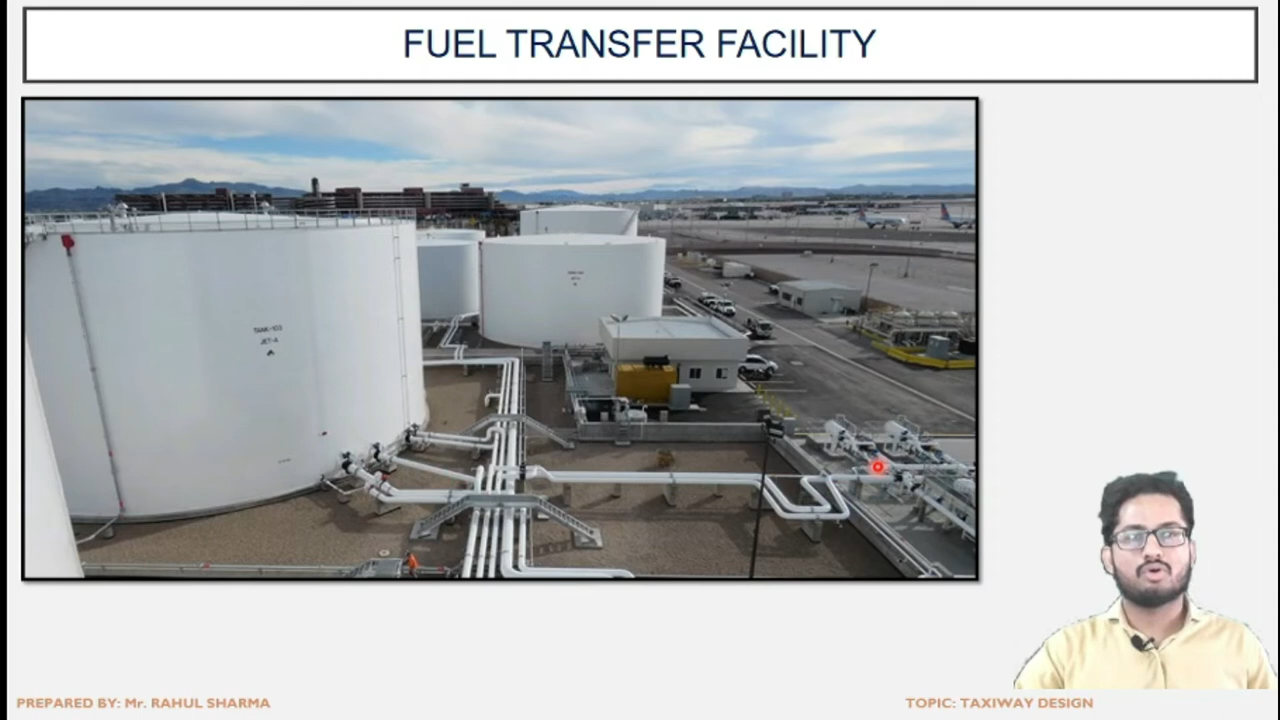 FUEL TRANSFER FACILITY
TANK-103
JET-A
PREPARED BY: Mr. RAHUL SHARMA
TOPIC: TAXIWAY DESIGN